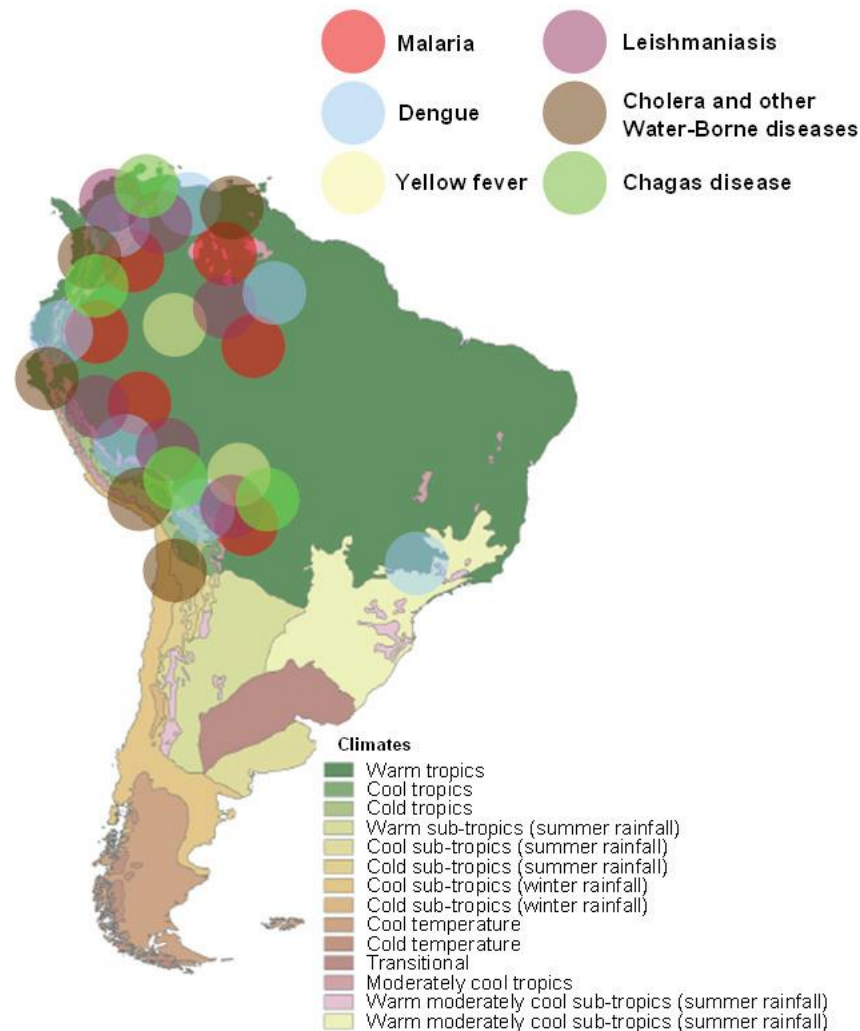 Malaria
Leishmaniasis
Dengue
Cholera and other
Water-Borne diseases
Yellow fever
Chagas disease
Climates
Warm tropics
Cool tropics
Cold tropics
Warm sub-tropics (summer rainfall)
Cool sub-tropics (summer rainfall)
Cold sub-tropics (summer rainfall)
Cool sub-tropics (winter rainfall)
Cold sub-tropics (winter rainfall)
Cool temperature
Cold temperature
Transitional
Moderately cool tropics
Warm moderately cool sub-tropics (summer rainfall)
Warm moderately cool sub-tropics (summer rainfall)